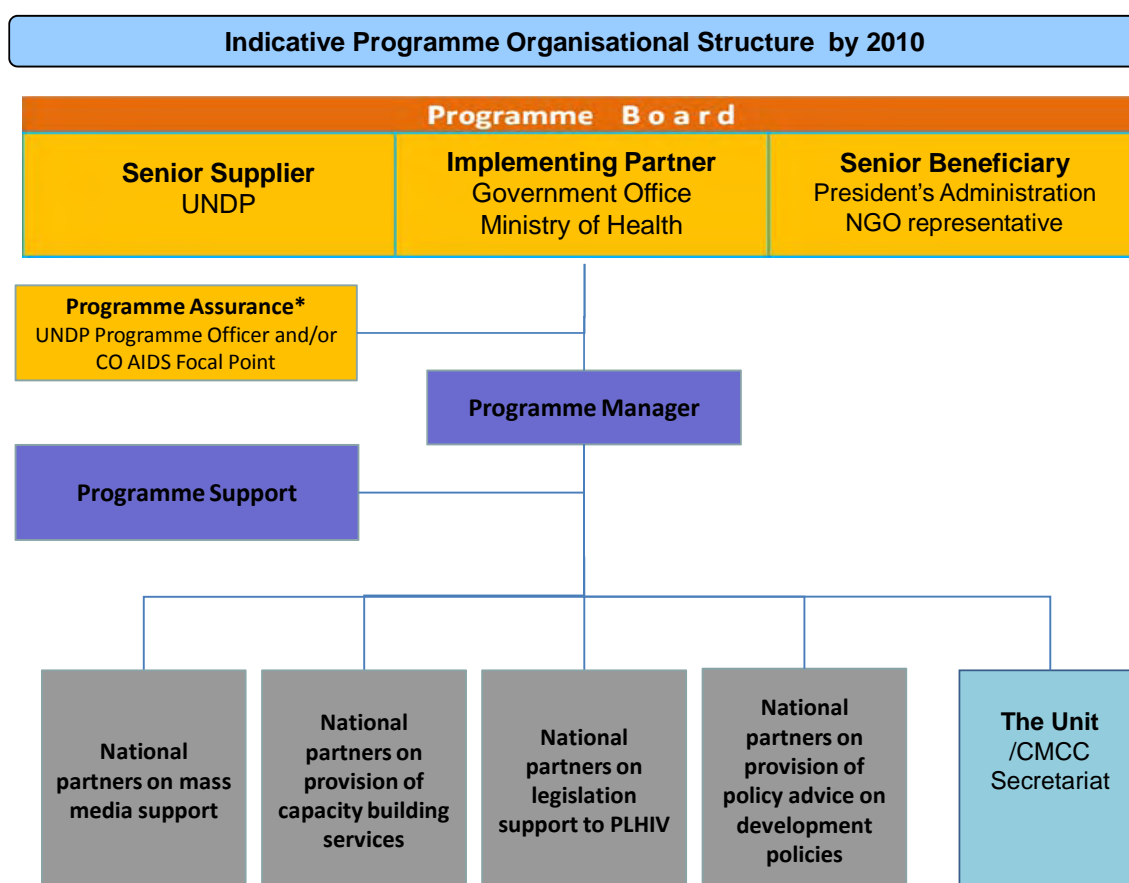 Indicative Programme Organisational Structure by 2010
Programme Board
Senior Supplier
UNDP
Implementing Partner
Government Office
Ministry of Health
Senior Beneficiary
President's Administration
NGO representative
Programme Assurance*
UNDP Programme Officer and/or
CO AIDS Focal Point
Programme Manager
Programme Support
National
partners on mass
media support
National
partners on
provision of
capacity building
services
National
partners on
legislation
support to PLHIV
National
partners on
provision of
policy advice on
development
policies
The Unit
/CMCC
Secretariat